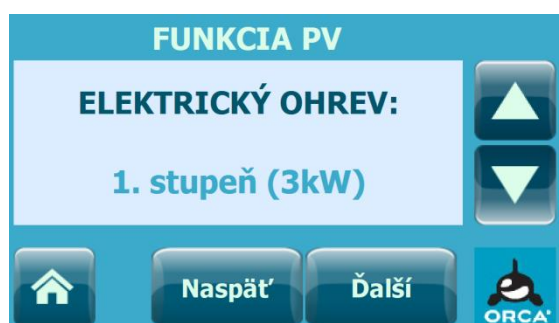 FUNKCIA PV
ELEKTRICKÝ OHREV:
1. stupeň (3kW)
Naspäť
Ďalší
ORCA